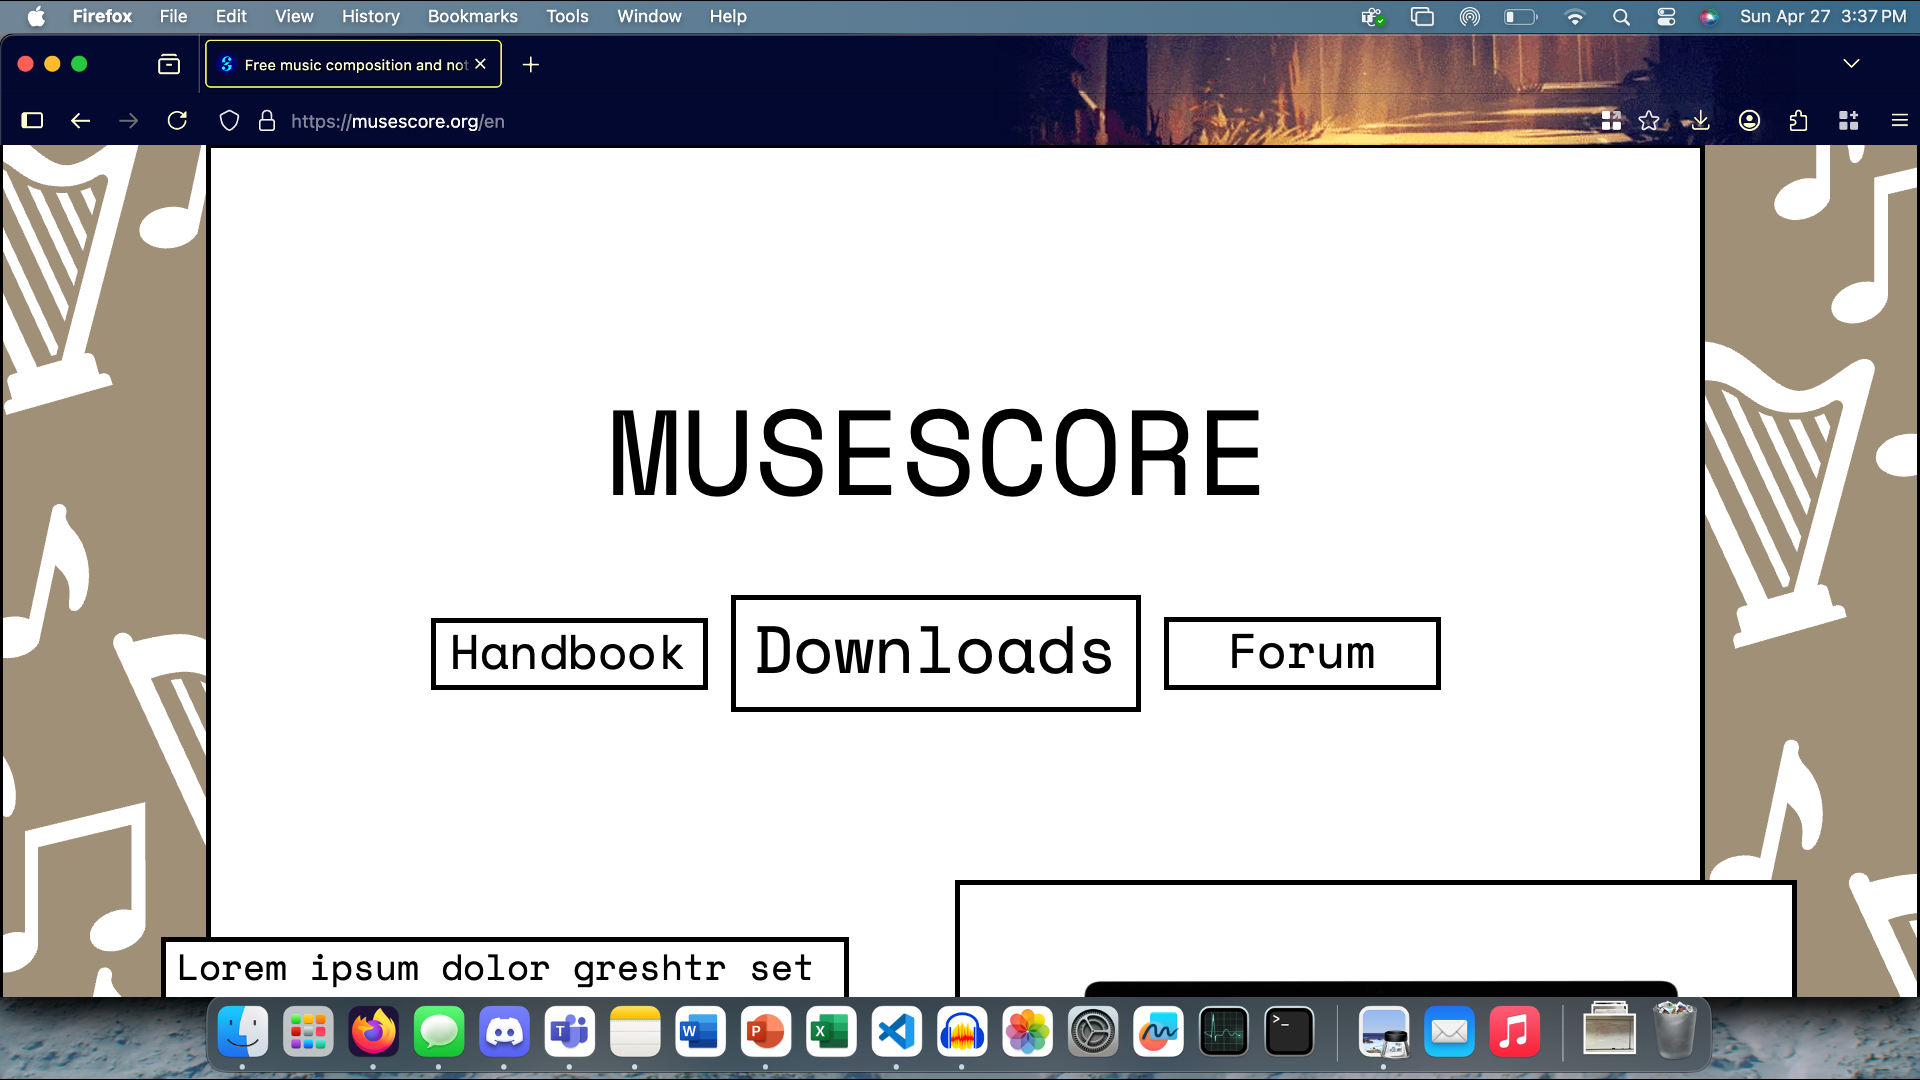 Firefox File Edit View History Bookmarks Tools Window Help Sun Apr 27 3:37 PM
Free music composition and not
https://musescore.org/en
MUSESCORE
Handbook Downloads Forum
Lorem ipsum dolor greshtr set